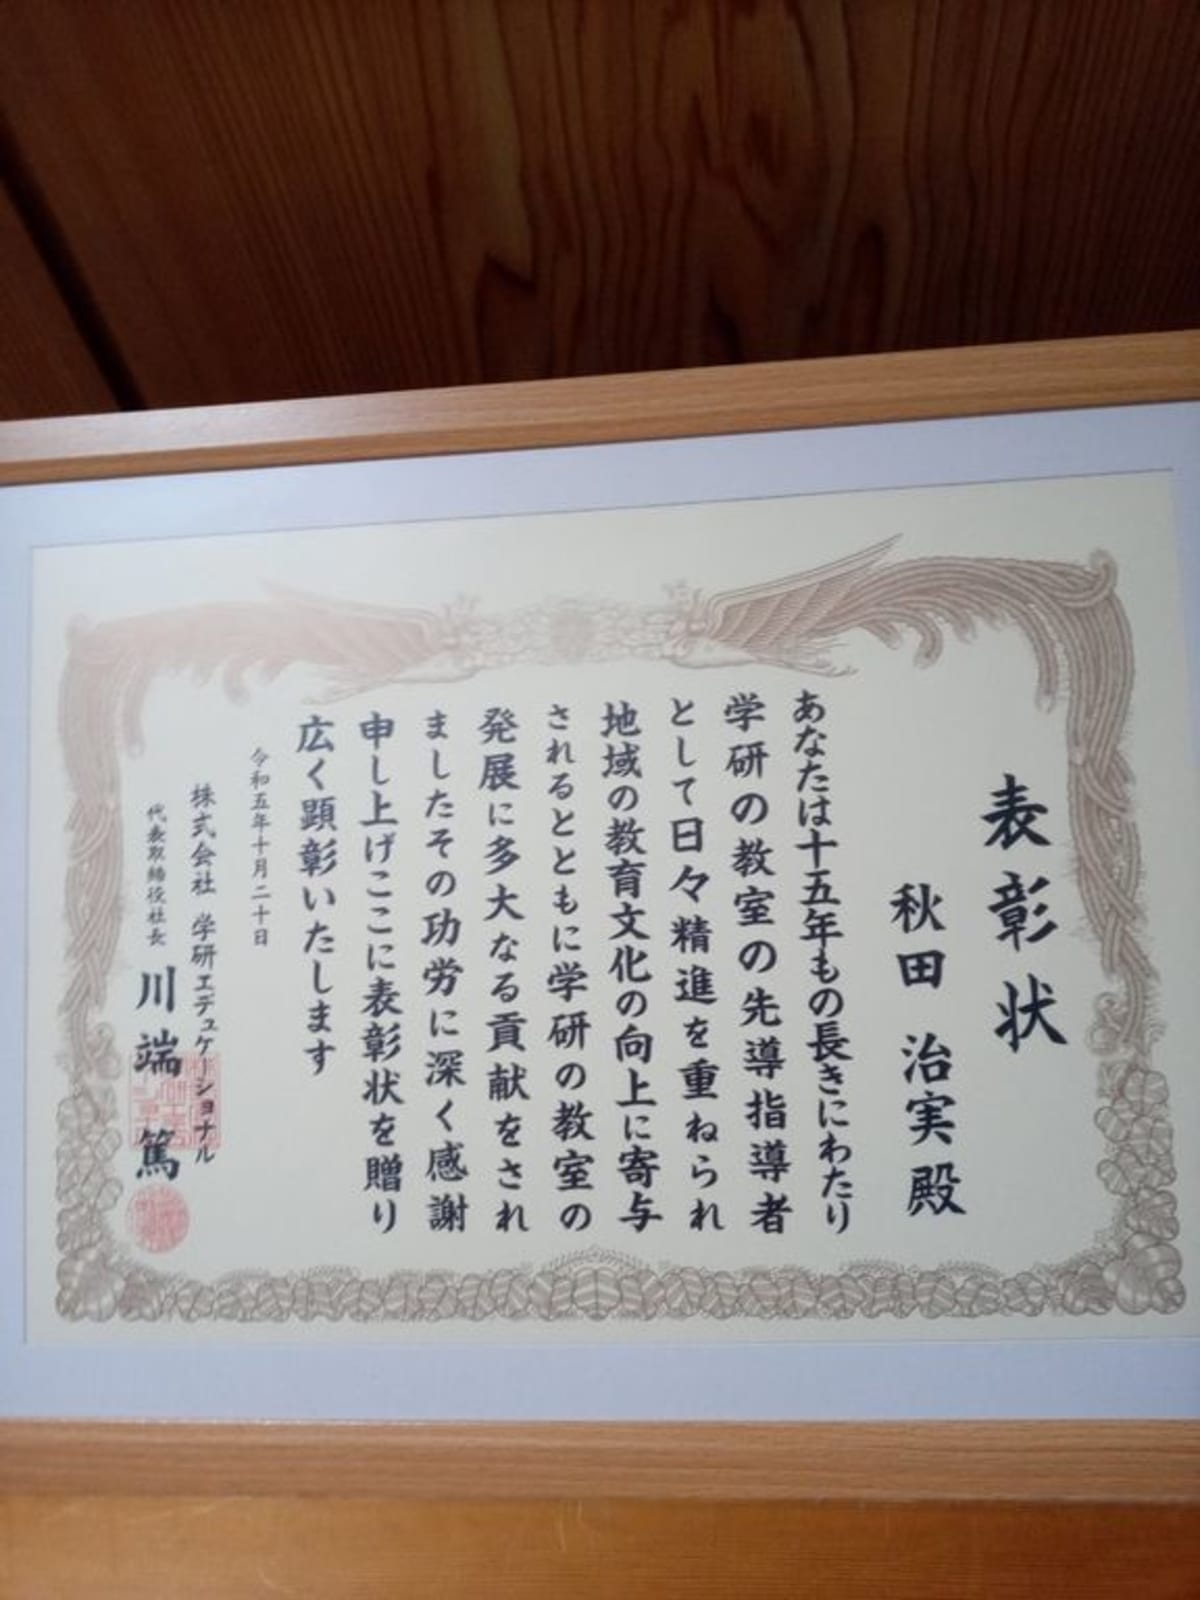 表彰状
秋田 治実 殿
あなたは十五年もの長きにわたり
学研の教室の先導指導者
として日々精進を重ねられ
地域の教育文化の向上に寄与
されるとともに学研の教室の
発展に多大なる貢献をされ
ましたその功労に深く感謝
申し上げここに表彰状を贈り
広く顕彰いたします
令和五年十月二十日
株式会社 学研エデュケーショナル
代表取締役社長 川端 篤